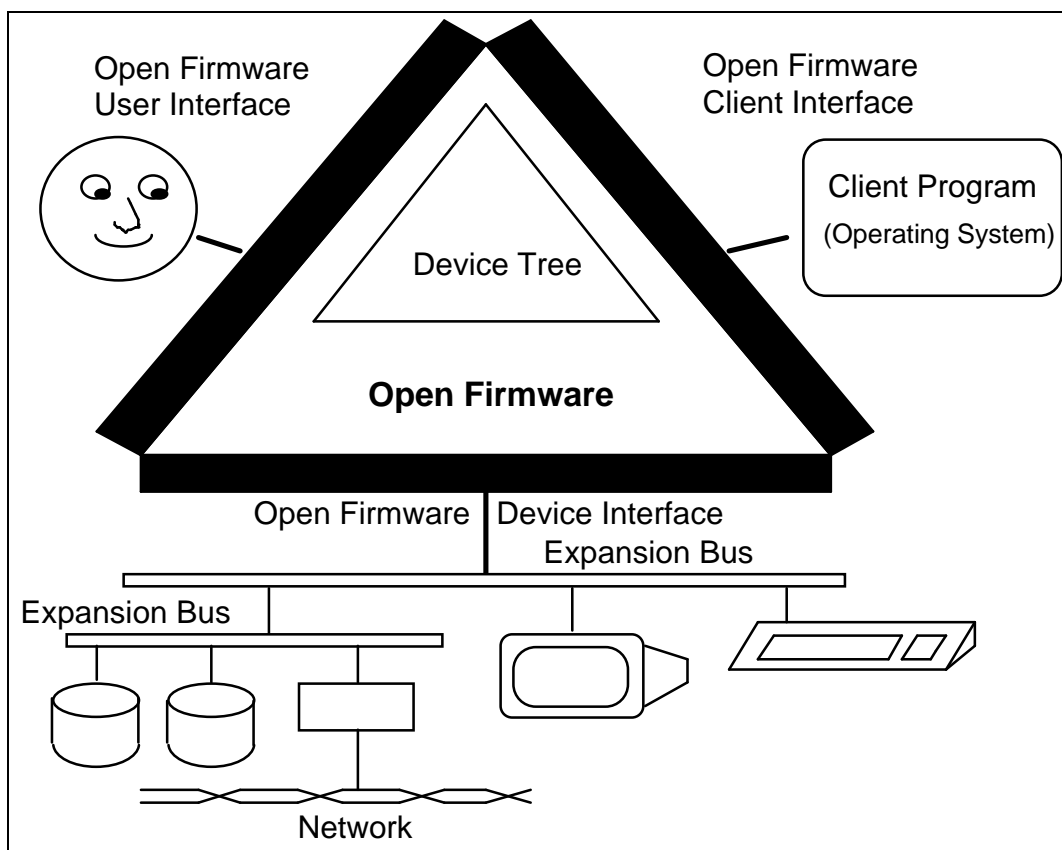 Open Firmware
User Interface
Open Firmware
Client Interface
Client Program
(Operating System)
Device Tree
Open Firmware
Open Firmware Device Interface
Expansion Bus
Expansion Bus
Network